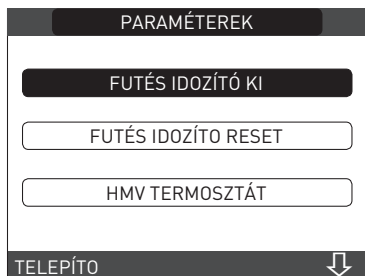 PARAMÉTEREK
FUTÉS IDOZÍTÓ KI
FUTÉS IDOZÍTO RESET
HMV TERMOSZTÁT
TELEPÍTO